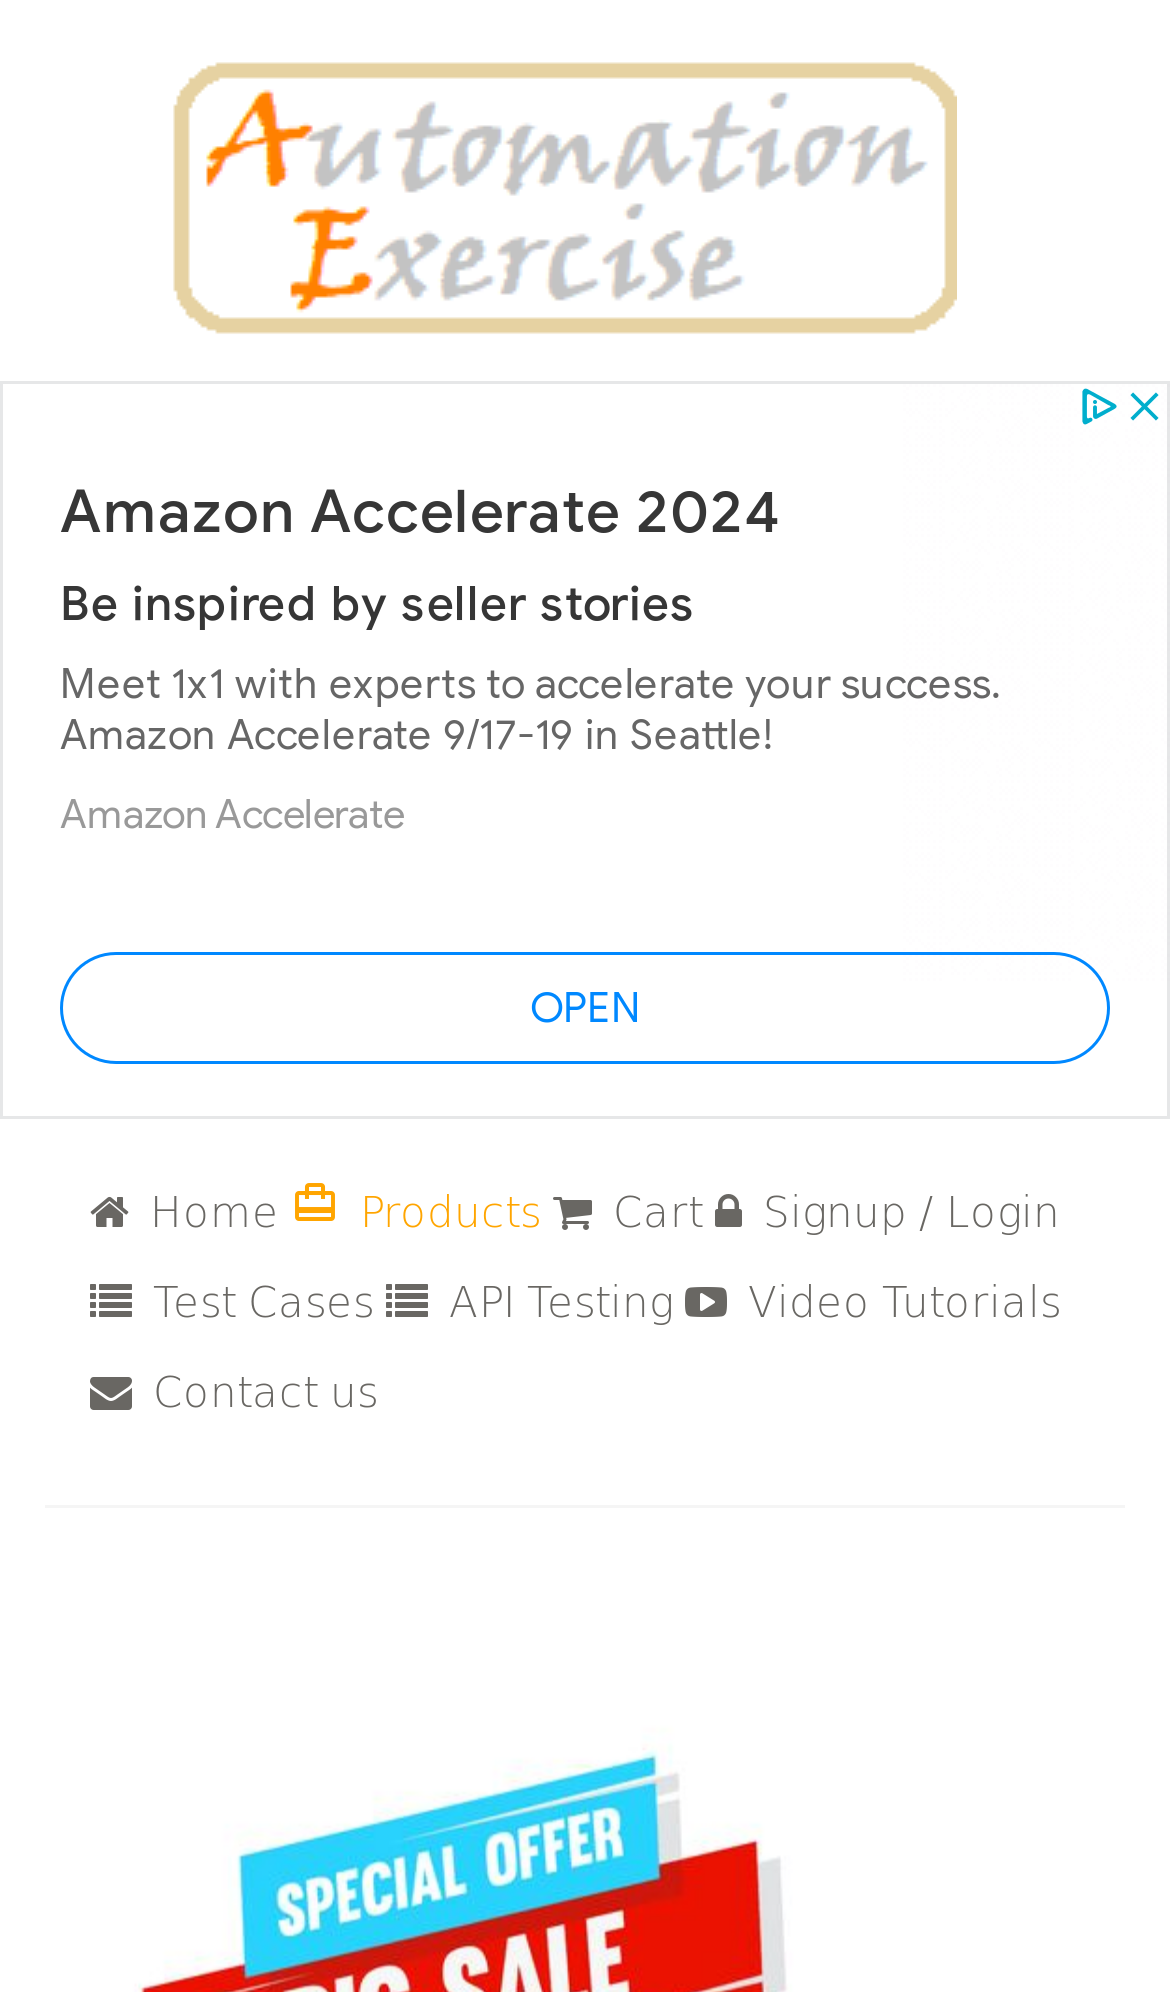 Automation
Exercise
Amazon Accelerate 2024
Be inspired by seller stories
Meet 1x1 with experts to accelerate your success.
Amazon Accelerate 9/17-19 in Seattle!
Amazon Accelerate
OPEN
Home Products Cart Signup / Login
Test Cases API Testing Video Tutorials
Contact us
SPECIAL OFFER
BIG SALE